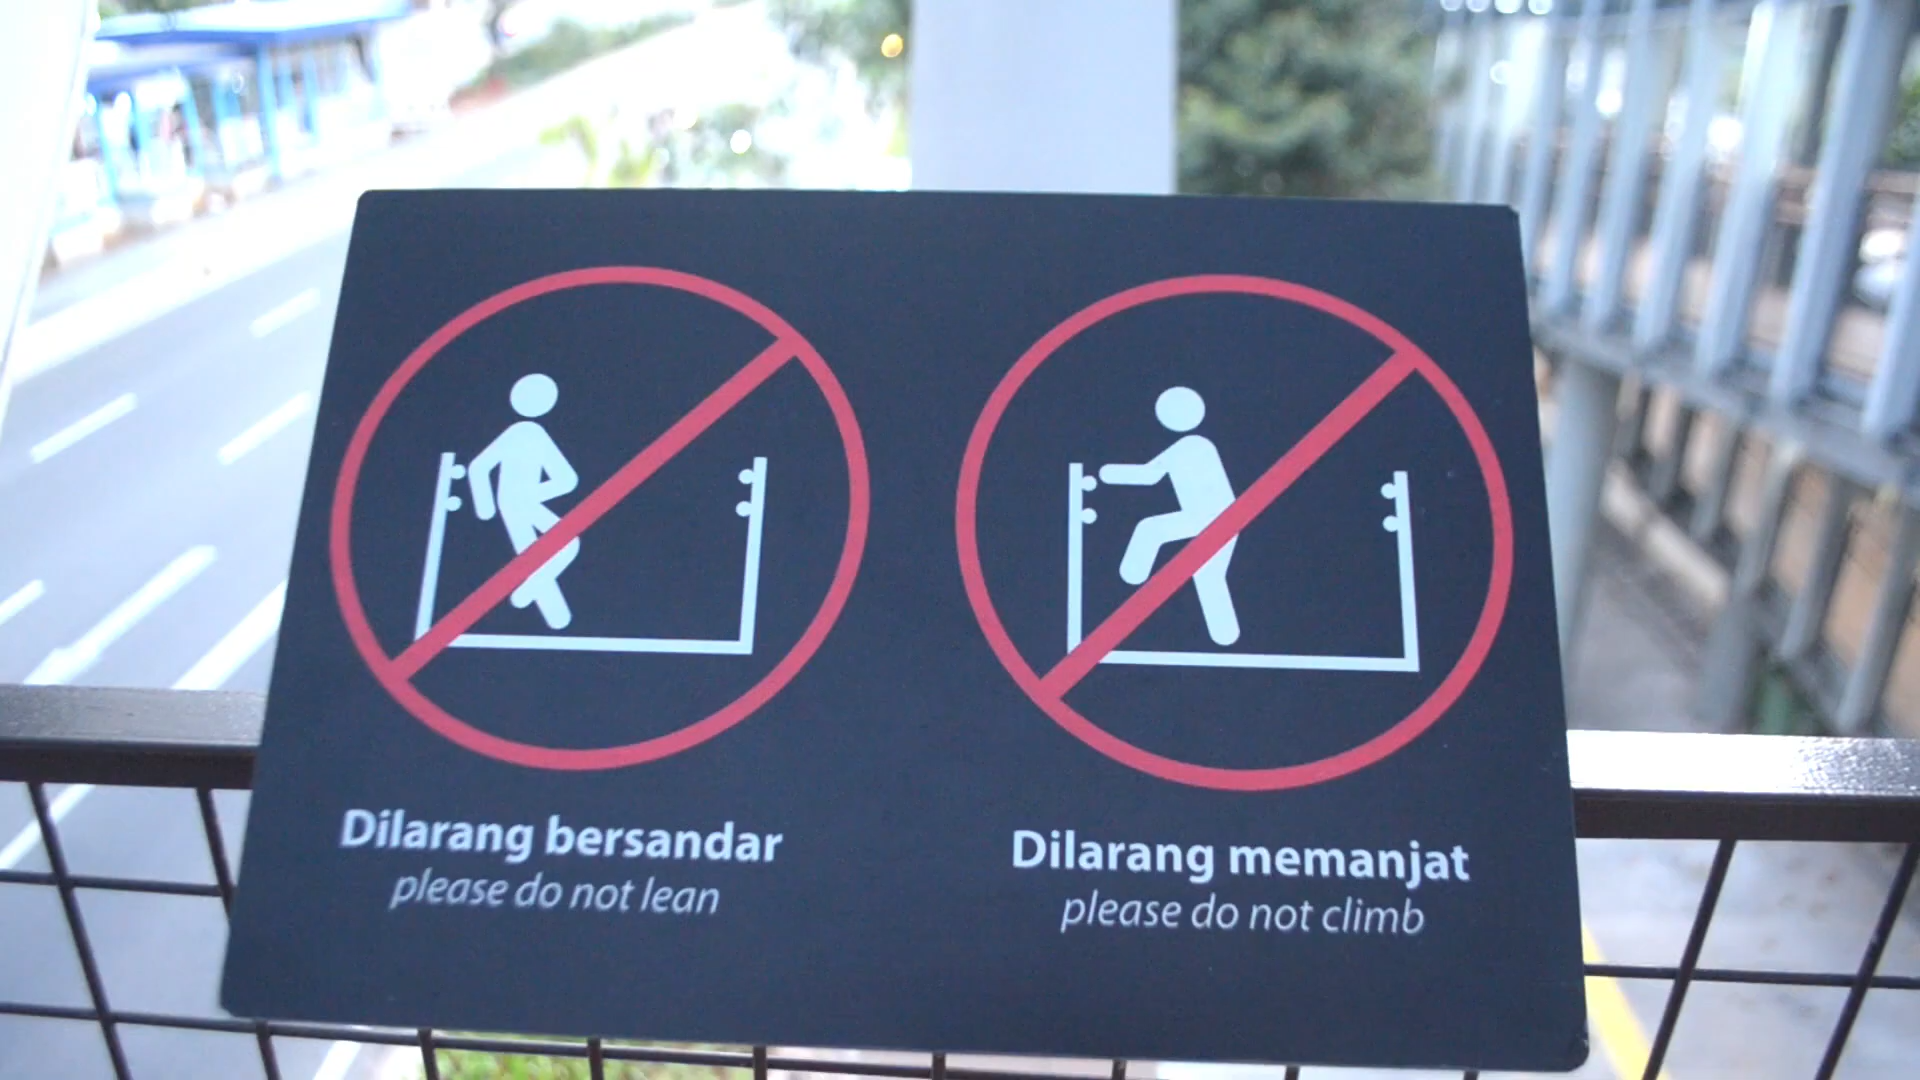 Dilarang bersandar
please do not lean
Dilarang memanjat
please do not climb